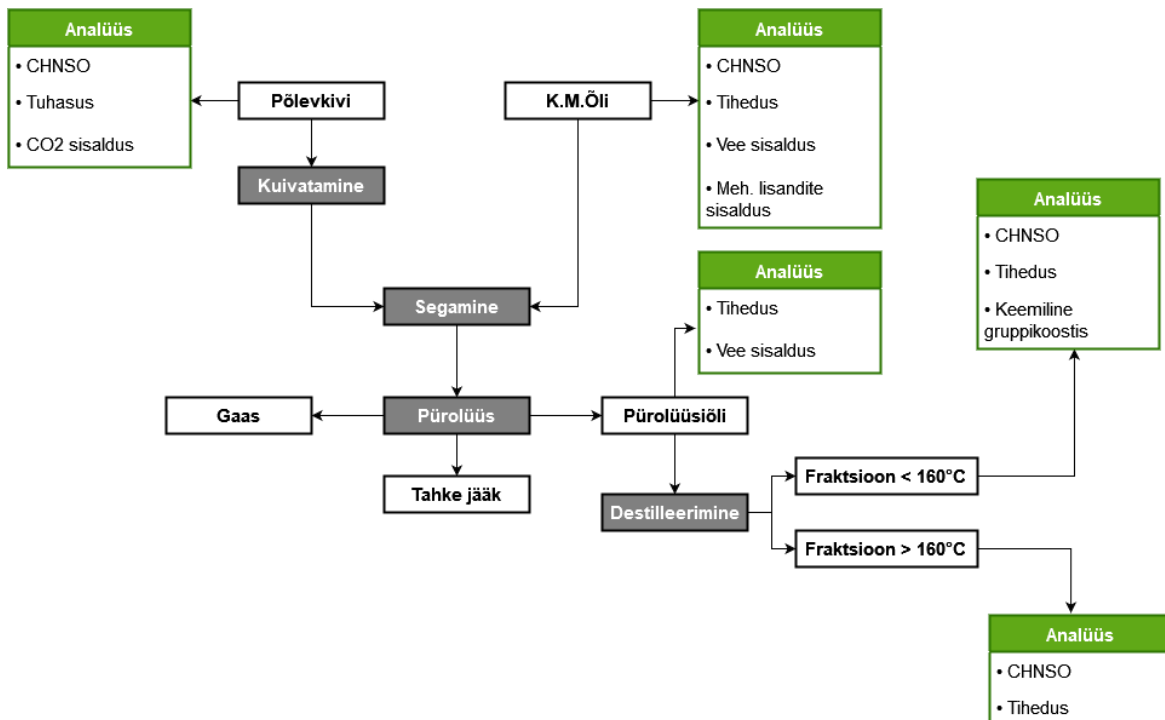 Analüüs
• CHNSO
• Tuhasus
• CO2 sisaldus
Põlevkivi
Kuivatamine
K.M.Õli
Analüüs
• CHNSO
• Tihedus
• Vee sisaldus
• Meh. lisandite
sisaldus
Segamine
Analüüs
• Tihedus
• Vee sisaldus
Analüüs
• CHNSO
• Tihedus
• Keemiline
gruppikoostis
Gaas
Pürolüüs
Pürolüüsiõli
Tahke jääk
Destilleerimine
Fraktsioon < 160°C
Fraktsioon > 160°C
Analüüs
• CHNSO
• Tihedus